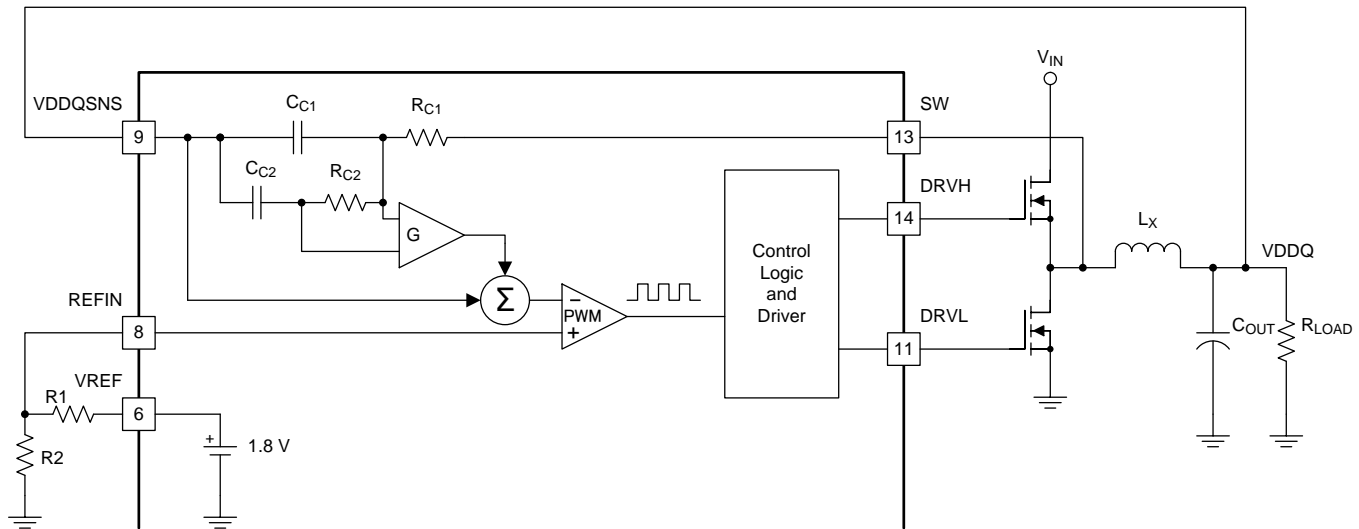 VIN
VDDQSNS
CC1
RC1
SW
9
13
CC2
RC2
DRVH
14
G
LX
VDDQ
Control
Logic
and
Driver
REFIN
Σ
−
PWM
+
8
DRVL
11
COUT
RLOAD
VREF
R1
6
R2
+
1.8 V